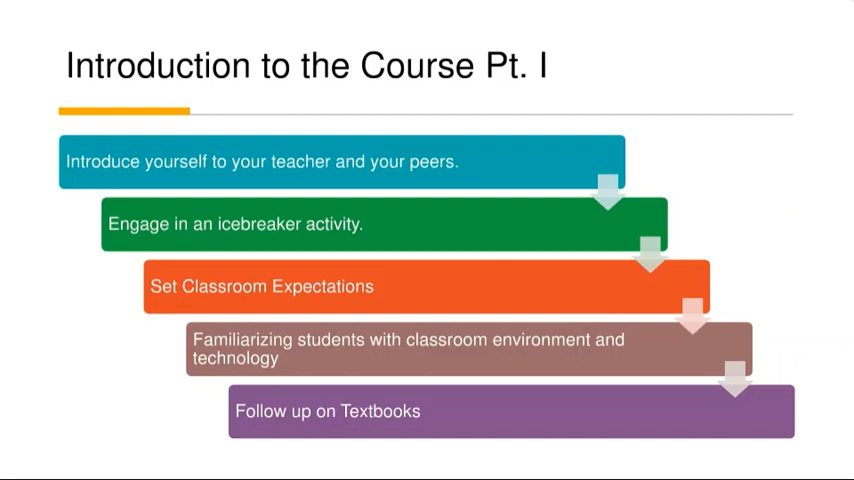 Introduction to the Course Pt. I
Introduce yourself to your teacher and your peers.
Engage in an icebreaker activity.
Set Classroom Expectations
Familiarizing students with classroom environment and
technology
Follow up on Textbooks